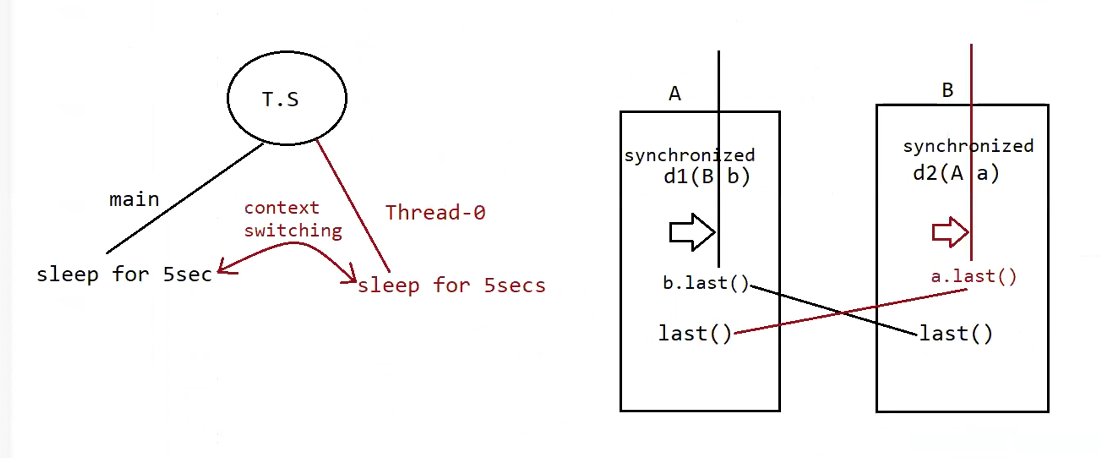 T.S
main
context
switching
Thread-0
sleep for 5sec
sleep for 5secs
A
synchronized
d1(B b)
b.last()
last()
B
synchronized
d2(A a)
a.last()
last()